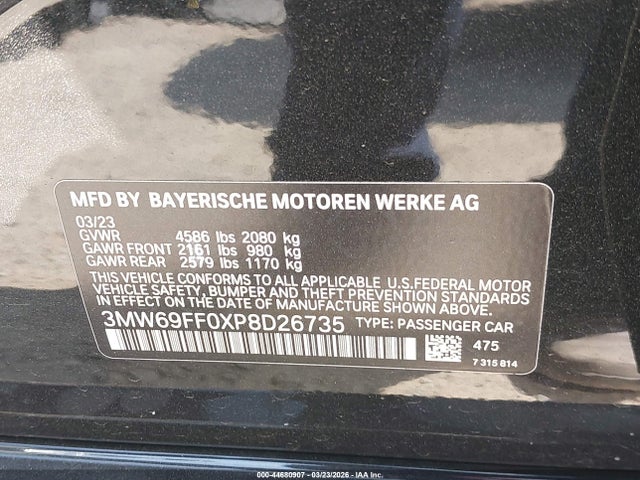 MFD BY BAYERISCHE MOTOREN WERKE AG
03/23
GVWR 4586 lbs 2080 kg
GAWR FRONT 2161 lbs 980 kg
GAWR REAR 2579 lbs 1170 kg
THIS VEHICLE CONFORMS TO ALL APPLICABLE U.S.FEDERAL MOTOR
VEHICLE SAFETY, BUMPER AND THEFT PREVENTION STANDARDS
IN EFFECT ON THE DATE OF MANUFACTURE SHOWN ABOVE.
3MW69FF0XP8D26735 TYPE: PASSENGER CAR
475
7 315 814
000-44680907 - 03/23/2026 - IAA Inc.